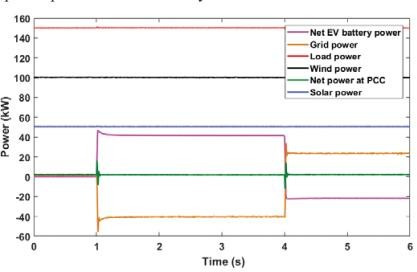 160
140
120
100
80
60
40
20
0
-20
-40
-60
Power (kW)
Net EV battery power
Grid power
Load power
Wind power
Net power at PCC
Solar power
0 1 2 3 4 5 6
Time (s)